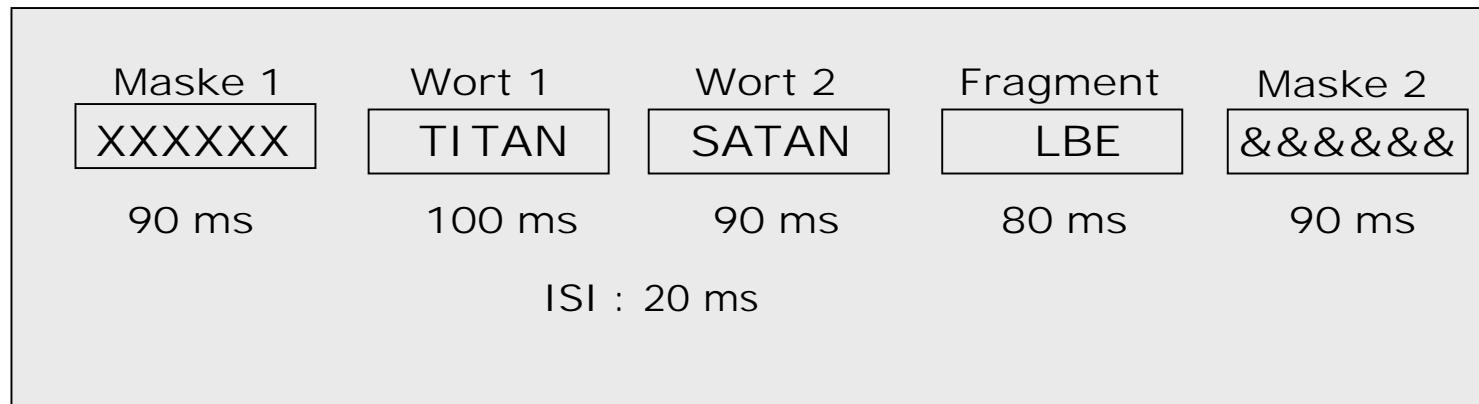 Maske 1 Wort 1 Wort 2 Fragment Maske 2
XXXXXX TITAN SATAN LBE &&&&&&
90 ms 100 ms 90 ms 80 ms 90 ms
ISI : 20 ms